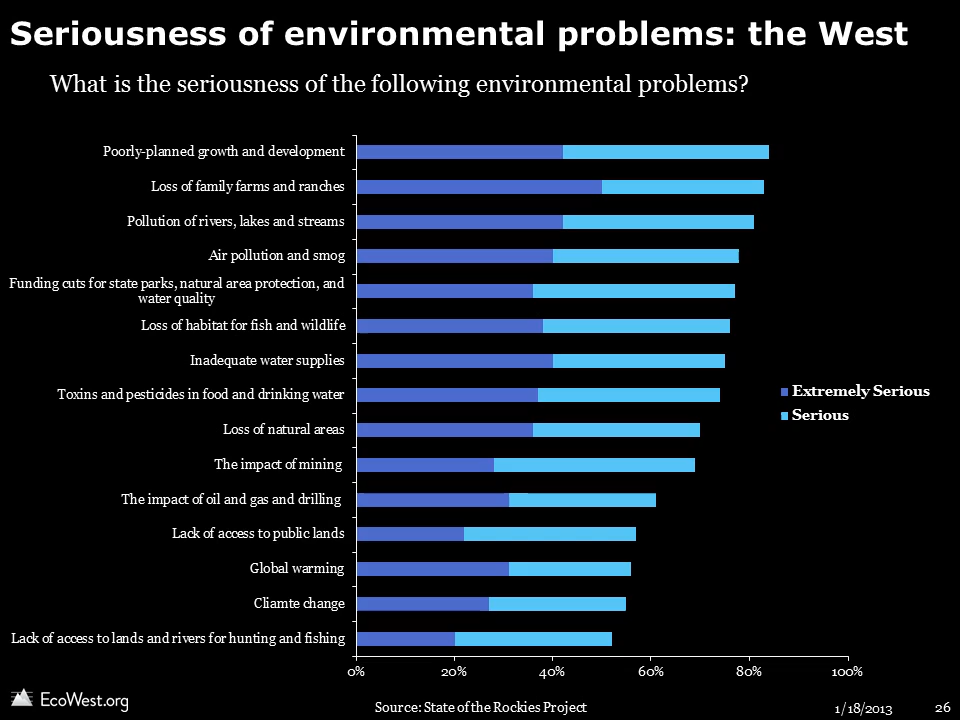 Seriousness of environmental problems: the West
What is the seriousness of the following environmental problems?
Poorly-planned growth and development
Loss of family farms and ranches
Pollution of rivers, lakes and streams
Air pollution and smog
Funding cuts for state parks, natural area protection, and
water quality
Loss of habitat for fish and wildlife
Inadequate water supplies
Toxins and pesticides in food and drinking water
Loss of natural areas
The impact of mining
The impact of oil and gas and drilling
Lack of access to public lands
Global warming
Cliamte change
Lack of access to lands and rivers for hunting and fishing
0% 20% 40% 60% 80% 100%
Extremely Serious
Serious
EcoWest.org
Source: State of the Rockies Project
1/18/2013
26